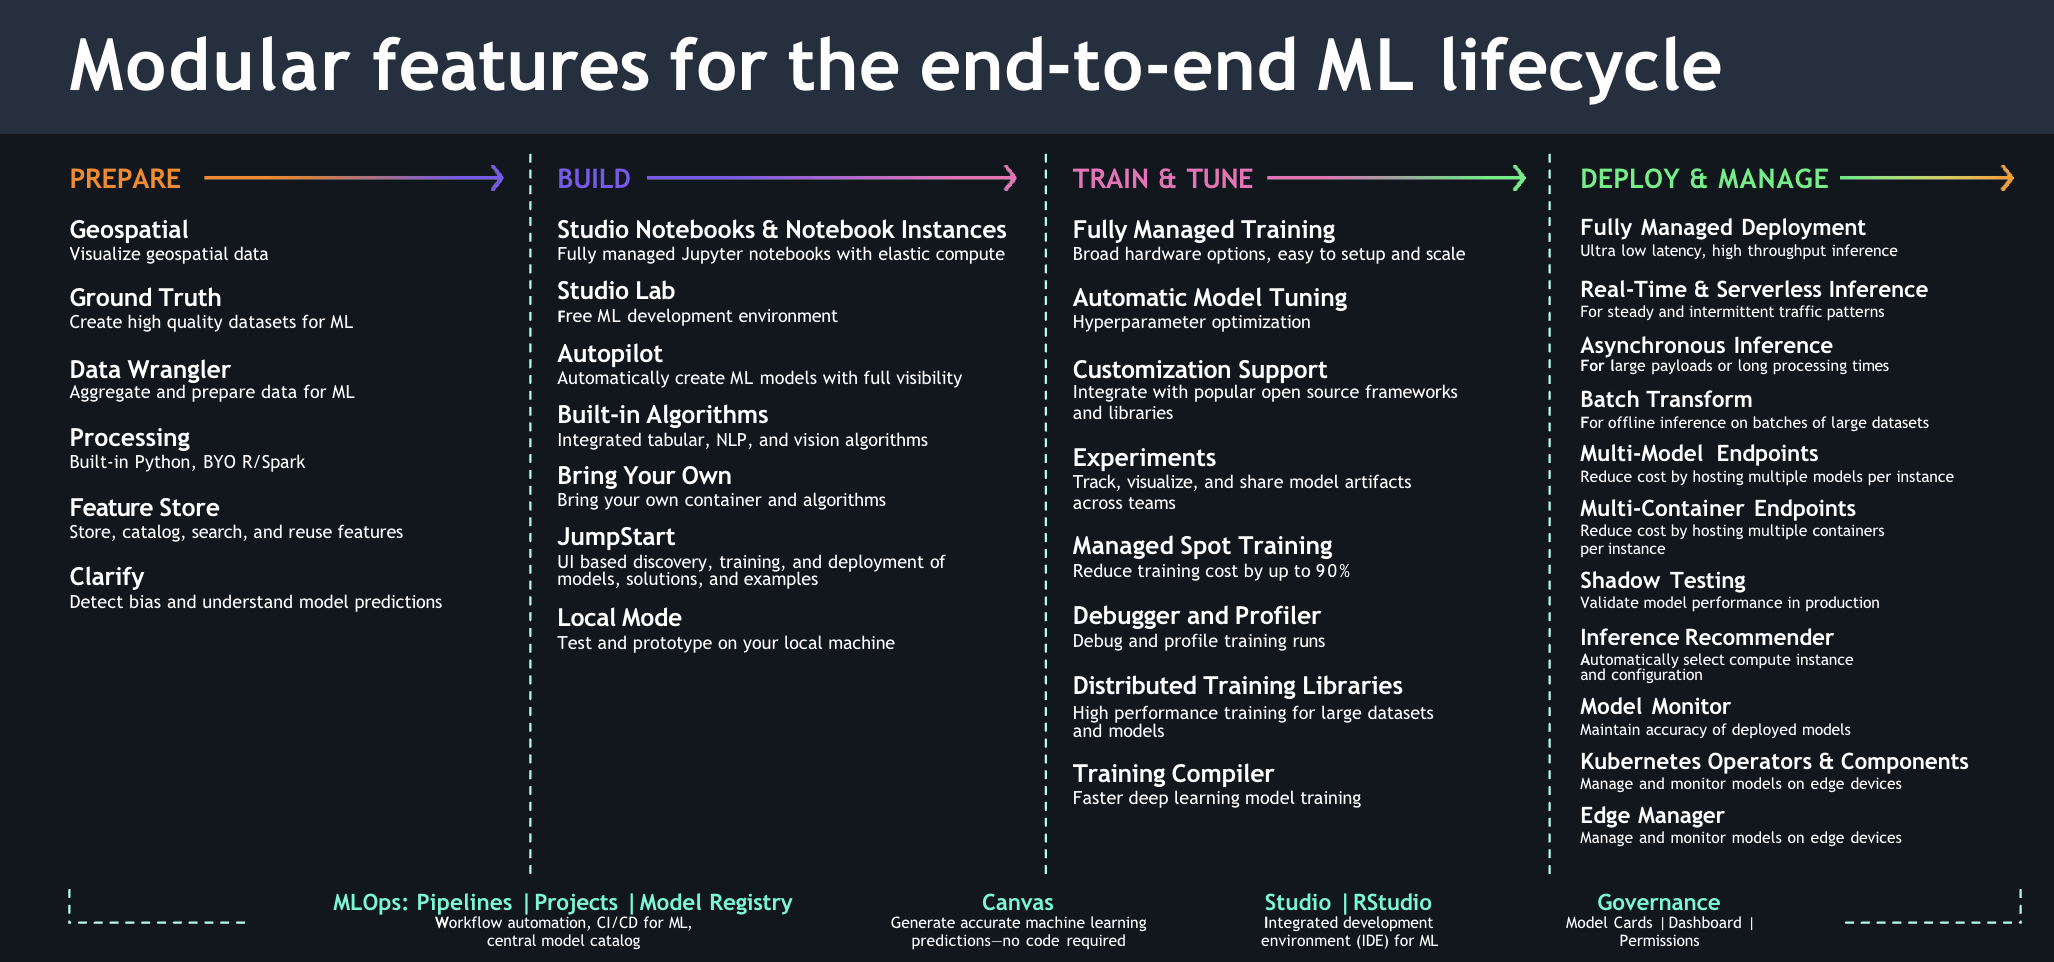 Modular features for the end-to-end ML lifecycle
PREPARE
Geospatial
Visualize geospatial data
Ground Truth
Create high quality datasets for ML
Data Wrangler
Aggregate and prepare data for ML
Processing
Built-in Python, BYO R/Spark
Feature Store
Store, catalog, search, and reuse features
Clarify
Detect bias and understand model predictions
BUILD
Studio Notebooks & Notebook Instances
Fully managed Jupyter notebooks with elastic compute
Studio Lab
Free ML development environment
Autopilot
Automatically create ML models with full visibility
Built-in Algorithms
Integrated tabular, NLP, and vision algorithms
Bring Your Own
Bring your own container and algorithms
JumpStart
UI based discovery, training, and deployment of
models, solutions, and examples
Local Mode
Test and prototype on your local machine
TRAIN & TUNE
Fully Managed Training
Broad hardware options, easy to setup and scale
Automatic Model Tuning
Hyperparameter optimization
Customization Support
Integrate with popular open source frameworks
and libraries
Experiments
Track, visualize, and share model artifacts
across teams
Managed Spot Training
Reduce training cost by up to 90%
Debugger and Profiler
Debug and profile training runs
Distributed Training Libraries
High performance training for large datasets
and models
Training Compiler
Faster deep learning model training
DEPLOY & MANAGE
Fully Managed Deployment
Ultra low latency, high throughput inference
Real-Time & Serverless Inference
For steady and intermittent traffic patterns
Asynchronous Inference
For large payloads or long processing times
Batch Transform
For offline inference on batches of large datasets
Multi-Model Endpoints
Reduce cost by hosting multiple models per instance
Multi-Container Endpoints
Reduce cost by hosting multiple containers
per instance
Shadow Testing
Validate model performance in production
Inference Recommender
Automatically select compute instance
and configuration
Model Monitor
Maintain accuracy of deployed models
Kubernetes Operators & Components
Manage and monitor models on edge devices
Edge Manager
Manage and monitor models on edge devices
MLOps: Pipelines | Projects | Model Registry
Workflow automation, CI/CD for ML,
central model catalog
Canvas
Generate accurate machine learning
predictions—no code required
Studio | RStudio
Integrated development
environment (IDE) for ML
Governance
Model Cards | Dashboard |
Permissions